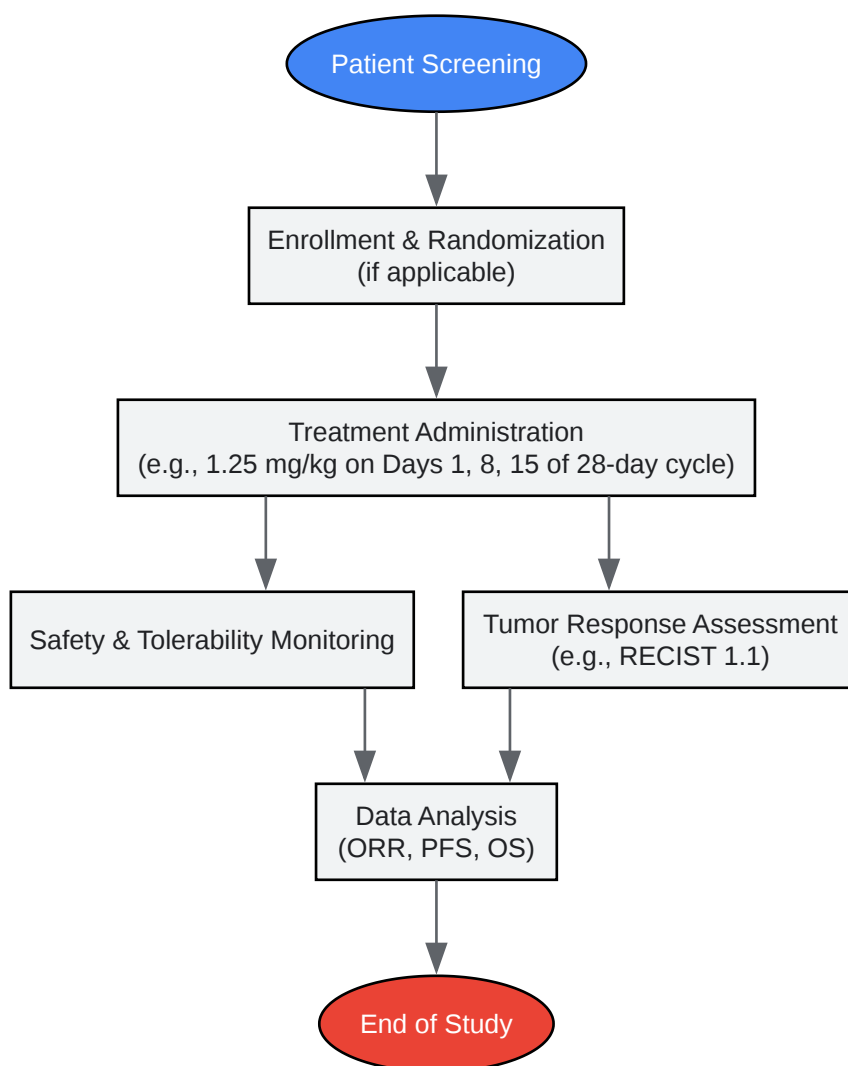 Patient Screening
Enrollment & Randomization
(if applicable)
Treatment Administration
(e.g., 1.25 mg/kg on Days 1, 8, 15 of 28-day cycle)
Safety & Tolerability Monitoring
Tumor Response Assessment
(e.g., RECIST 1.1)
Data Analysis
(ORR, PFS, OS)
End of Study